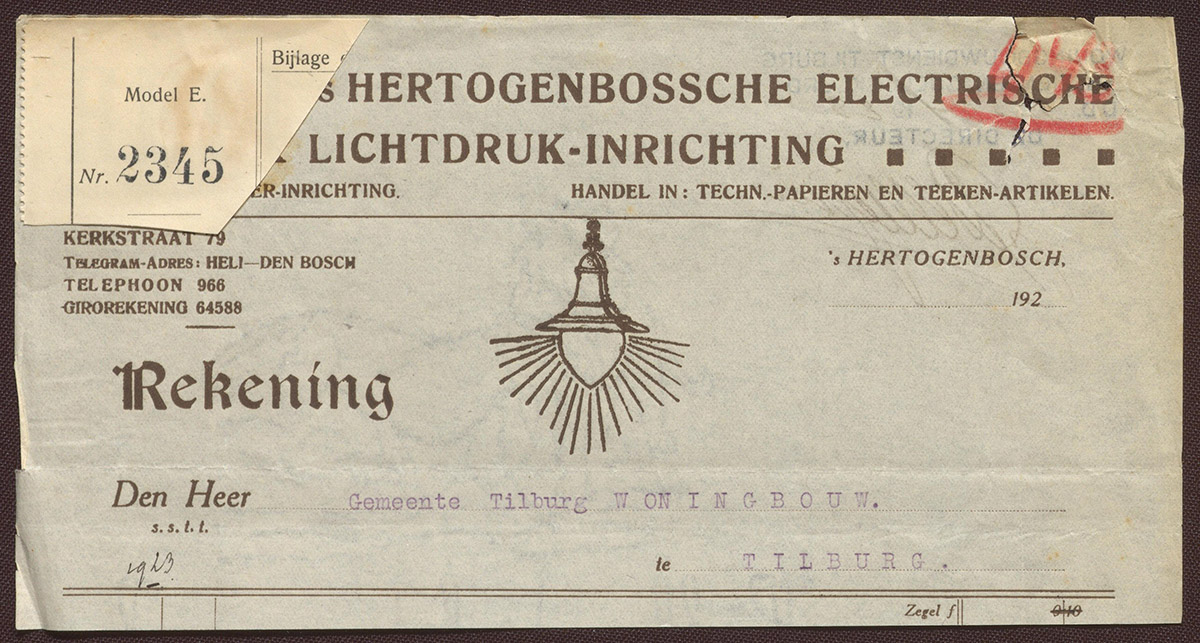 Bijlage
Model E.
Nr. 2345
's HERTOGENBOSSCHE ELECTRISCHE
LICHTDRUK-INRICHTING
ER-INRICHTING. HANDEL IN: TECHN.-PAPIEREN EN TEEKEN-ARTIKELEN.
KERKSTRAAT 79
TELEGRAM-ADRES: HELI—DEN BOSCH
TELEPHOON 966
GIROREKENING 64588
's HERTOGENBOSCH,
192
Rekening
Den Heer Gemeente Tilburg WONINGBOUW.
s.s.t.t.
1923
te TILBURG.
Zegel f 0 10
DE DIRECTEUR,